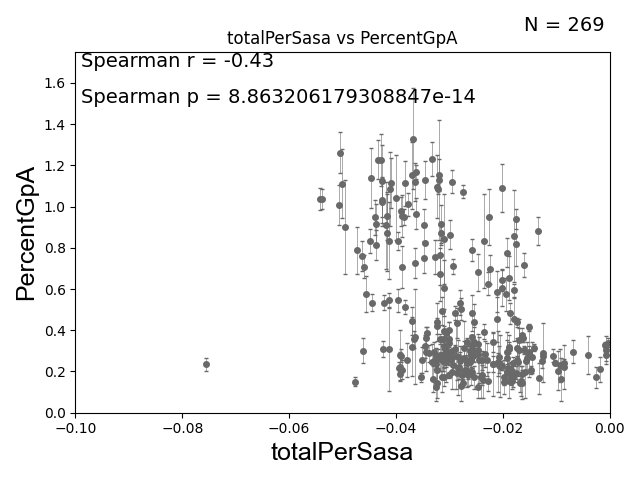 N = 269
totalPerSasa vs PercentGpA
Spearman r = -0.43
Spearman p = 8.863206179308847e-14
PercentGpA
1.6
1.4
1.2
1.0
0.8
0.6
0.4
0.2
0.0
−0.10 −0.08 −0.06 −0.04 −0.02 0.00
totalPerSasa